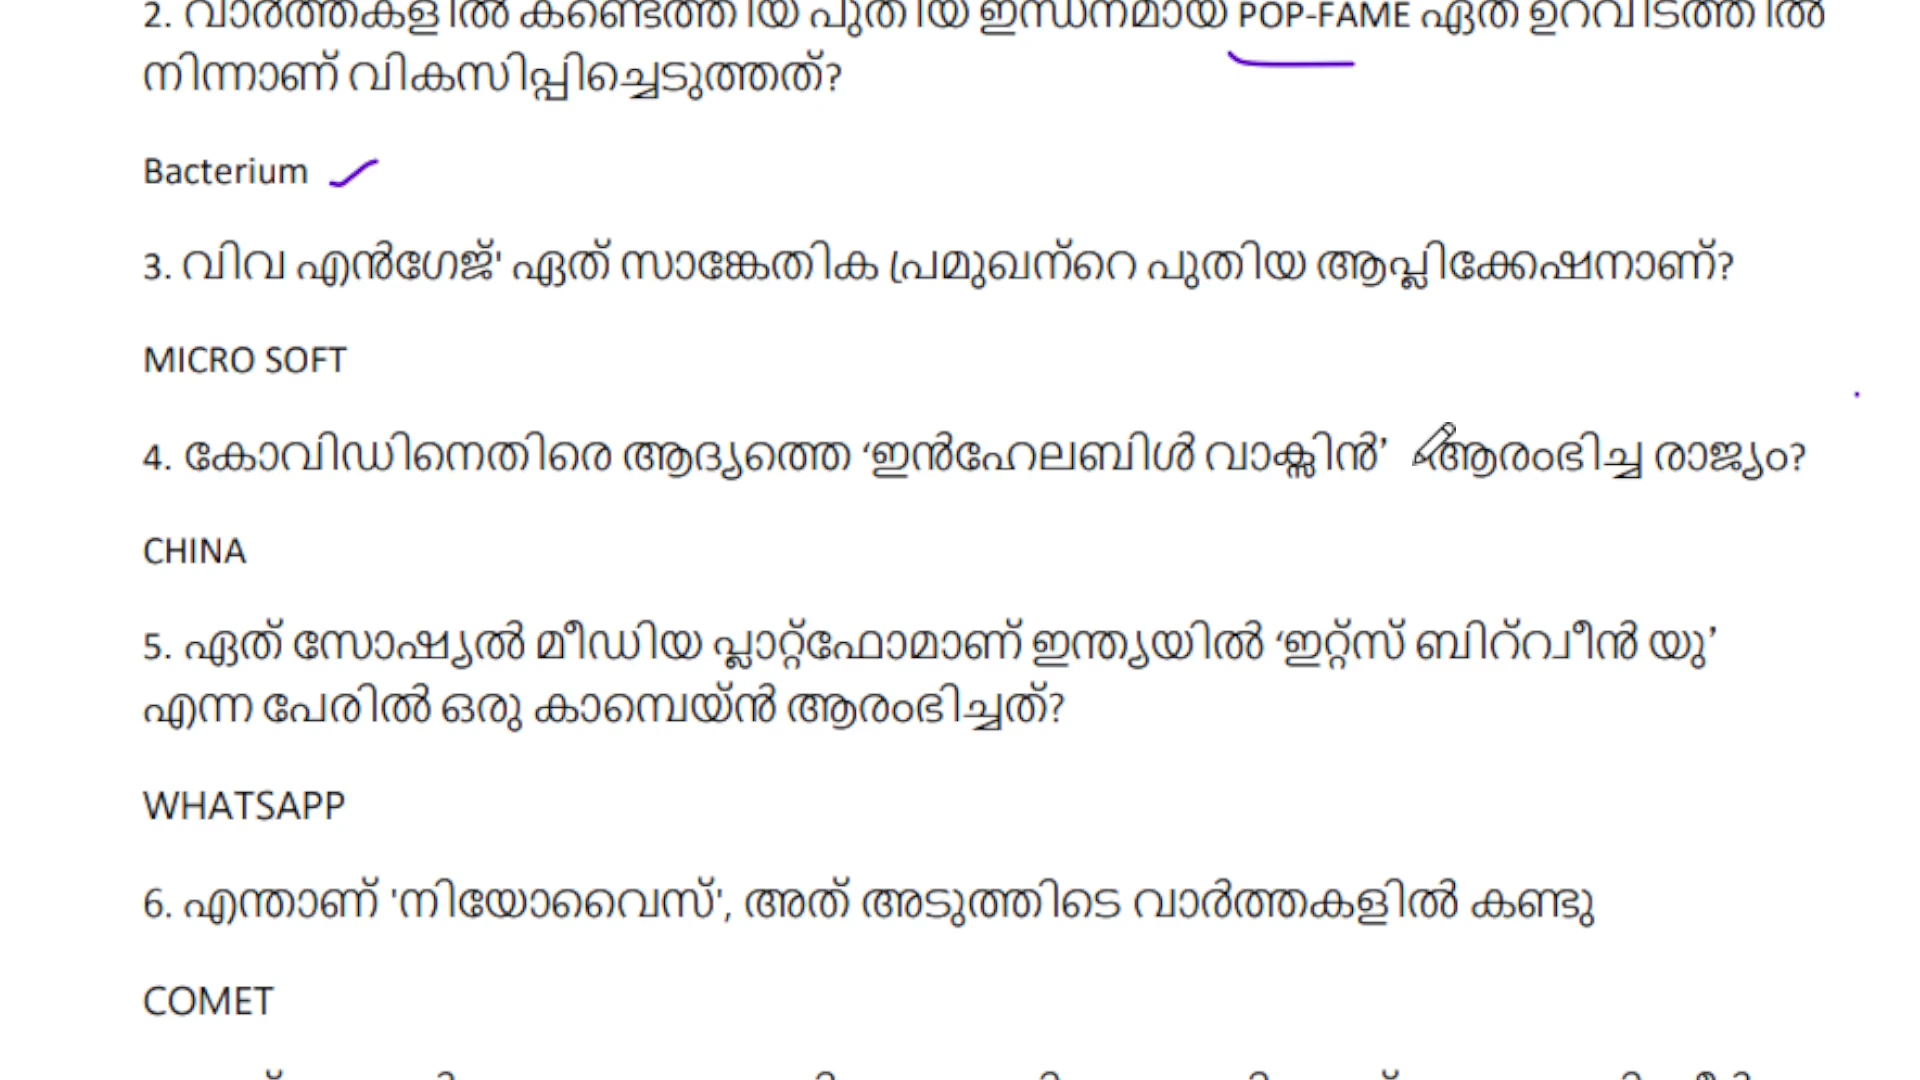 2. വാർത്തകളിൽ കണ്ടെത്തിയ പുതിയ ഇന്ധനമായ POP-FAME ഏത് ഉറവിടത്തിൽ
നിന്നാണ് വികസിപ്പിച്ചെടുത്തത്?
Bacterium
3. വിവ എൻഗേജ്' ഏത് സാങ്കേതിക പ്രമുഖന്റെ പുതിയ ആപ്ലിക്കേഷനാണ്?
MICRO SOFT
4. കോവിഡിനെതിരെ ആദ്യത്തെ ‘ഇൻഹേലബിൾ വാക്സിൻ’ ആരംഭിച്ച രാജ്യം?
CHINA
5. ഏത് സോഷ്യൽ മീഡിയ പ്ലാറ്റ്ഫോമാണ് ഇന്ത്യയിൽ ‘ഇറ്റ്സ് ബിറ്വീൻ യു’
എന്ന പേരിൽ ഒരു കാമ്പെയ്ൻ ആരംഭിച്ചത്?
WHATSAPP
6. എന്താണ് 'നിയോവൈസ്', അത് അടുത്തിടെ വാർത്തകളിൽ കണ്ടു
COMET